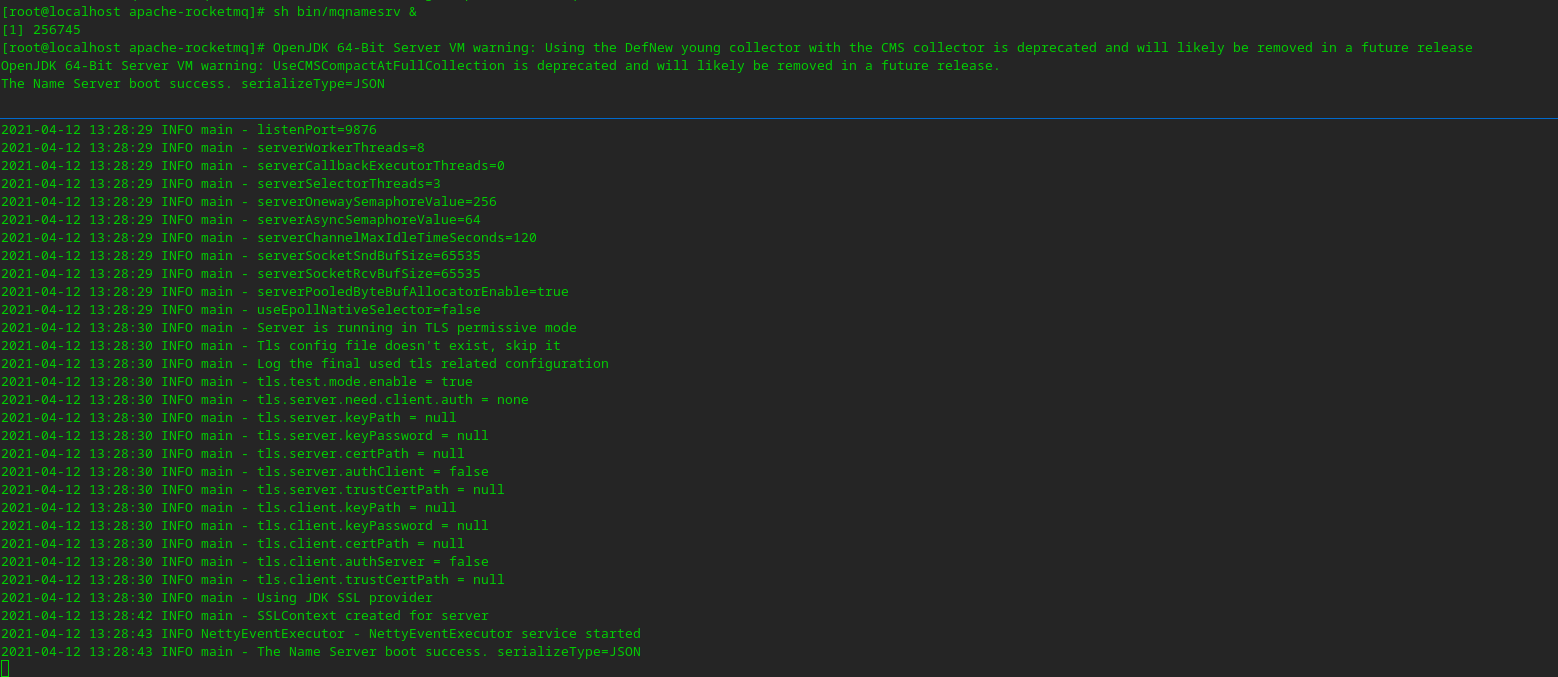 [root@localhost apache-rocketmq]# sh bin/mqnamesrv &
[1] 256745
[root@localhost apache-rocketmq]# OpenJDK 64-Bit Server VM warning: Using the DefNew young collector with the CMS collector is deprecated and will likely be removed in a future release
OpenJDK 64-Bit Server VM warning: UseCMSCompactAtFullCollection is deprecated and will likely be removed in a future release.
The Name Server boot success. serializeType=JSON
2021-04-12 13:28:29 INFO main - listenPort=9876
2021-04-12 13:28:29 INFO main - serverWorkerThreads=8
2021-04-12 13:28:29 INFO main - serverCallbackExecutorThreads=0
2021-04-12 13:28:29 INFO main - serverSelectorThreads=3
2021-04-12 13:28:29 INFO main - serverOnewaySemaphoreValue=256
2021-04-12 13:28:29 INFO main - serverAsyncSemaphoreValue=64
2021-04-12 13:28:29 INFO main - serverChannelMaxIdleTimeSeconds=120
2021-04-12 13:28:29 INFO main - serverSocketSndBufSize=65535
2021-04-12 13:28:29 INFO main - serverSocketRcvBufSize=65535
2021-04-12 13:28:29 INFO main - serverPooledByteBufAllocatorEnable=true
2021-04-12 13:28:29 INFO main - useEpollNativeSelector=false
2021-04-12 13:28:30 INFO main - Server is running in TLS permissive mode
2021-04-12 13:28:30 INFO main - Tls config file doesn't exist, skip it
2021-04-12 13:28:30 INFO main - Log the final used tls related configuration
2021-04-12 13:28:30 INFO main - tls.test.mode.enable = true
2021-04-12 13:28:30 INFO main - tls.server.need.client.auth = none
2021-04-12 13:28:30 INFO main - tls.server.keyPath = null
2021-04-12 13:28:30 INFO main - tls.server.keyPassword = null
2021-04-12 13:28:30 INFO main - tls.server.certPath = null
2021-04-12 13:28:30 INFO main - tls.server.authClient = false
2021-04-12 13:28:30 INFO main - tls.server.trustCertPath = null
2021-04-12 13:28:30 INFO main - tls.client.keyPath = null
2021-04-12 13:28:30 INFO main - tls.client.keyPassword = null
2021-04-12 13:28:30 INFO main - tls.client.certPath = null
2021-04-12 13:28:30 INFO main - tls.client.authServer = false
2021-04-12 13:28:30 INFO main - tls.client.trustCertPath = null
2021-04-12 13:28:30 INFO main - Using JDK SSL provider
2021-04-12 13:28:42 INFO main - SSLContext created for server
2021-04-12 13:28:43 INFO NettyEventExecutor - NettyEventExecutor service started
2021-04-12 13:28:43 INFO main - The Name Server boot success. serializeType=JSON